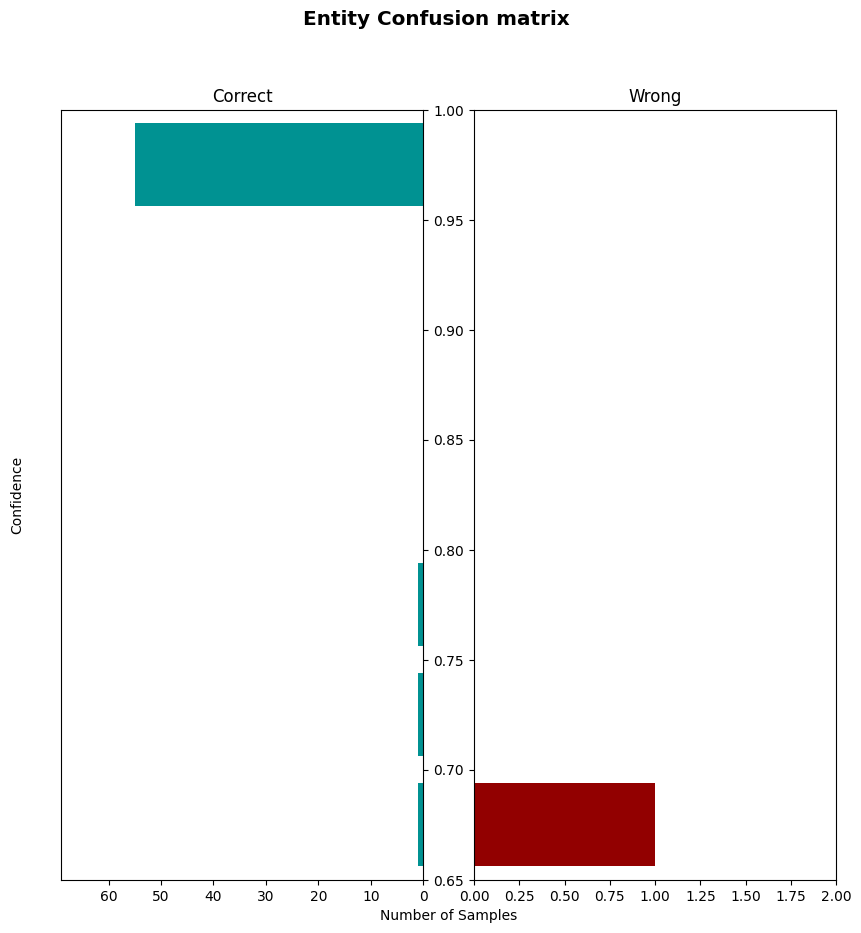 Entity Confusion matrix
Correct
Wrong
Confidence
1.00
0.95
0.90
0.85
0.80
0.75
0.70
0.65
60 50 40 30 20 10 0
0.00 0.25 0.50 0.75 1.00 1.25 1.50 1.75 2.00
Number of Samples